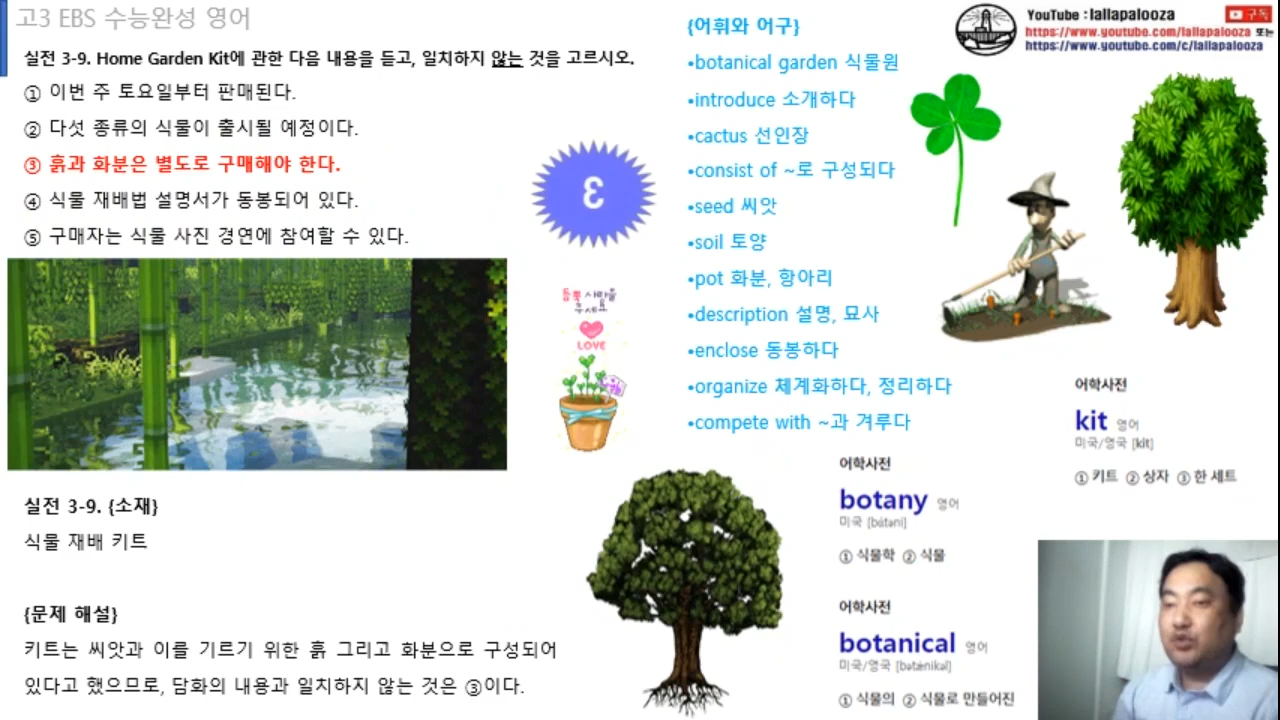 고3 EBS 수능완성 영어
실전 3-9. Home Garden Kit에 관한 다음 내용을 듣고, 일치하지 않는 것을 고르시오.
① 이번 주 토요일부터 판매된다.
② 다섯 종류의 식물이 출시될 예정이다.
③ 흙과 화분은 별도로 구매해야 한다.
④ 식물 재배법 설명서가 동봉되어 있다.
⑤ 구매자는 식물 사진 경연에 참여할 수 있다.
LOVE
실전 3-9. {소재}
식물 재배 키트
{문제 해설}
키트는 씨앗과 이를 기르기 위한 흙 그리고 화분으로 구성되어
있다고 했으므로, 담화의 내용과 일치하지 않는 것은 ③이다.
{어휘와 어구}
•botanical garden 식물원
•introduce 소개하다
•cactus 선인장
•consist of ~로 구성되다
•seed 씨앗
•soil 토양
•pot 화분, 항아리
•description 설명, 묘사
•enclose 동봉하다
•organize 체계화하다, 정리하다
•compete with ~과 겨루다
YouTube : lallapalooza
구독
https://www.youtube.com/lallapalooza 또는
https://www.youtube.com/c/lallapalooza
어학사전
kit 영어
미국/영국 [kit]
① 키트 ② 상자 ③ 한 세트
어학사전
botany 영어
미국 [bɑ́təni]
① 식물학 ② 식물
어학사전
botanical 영어
미국/영국 [bətǽnikəl]
① 식물의 ② 식물로 만들어진